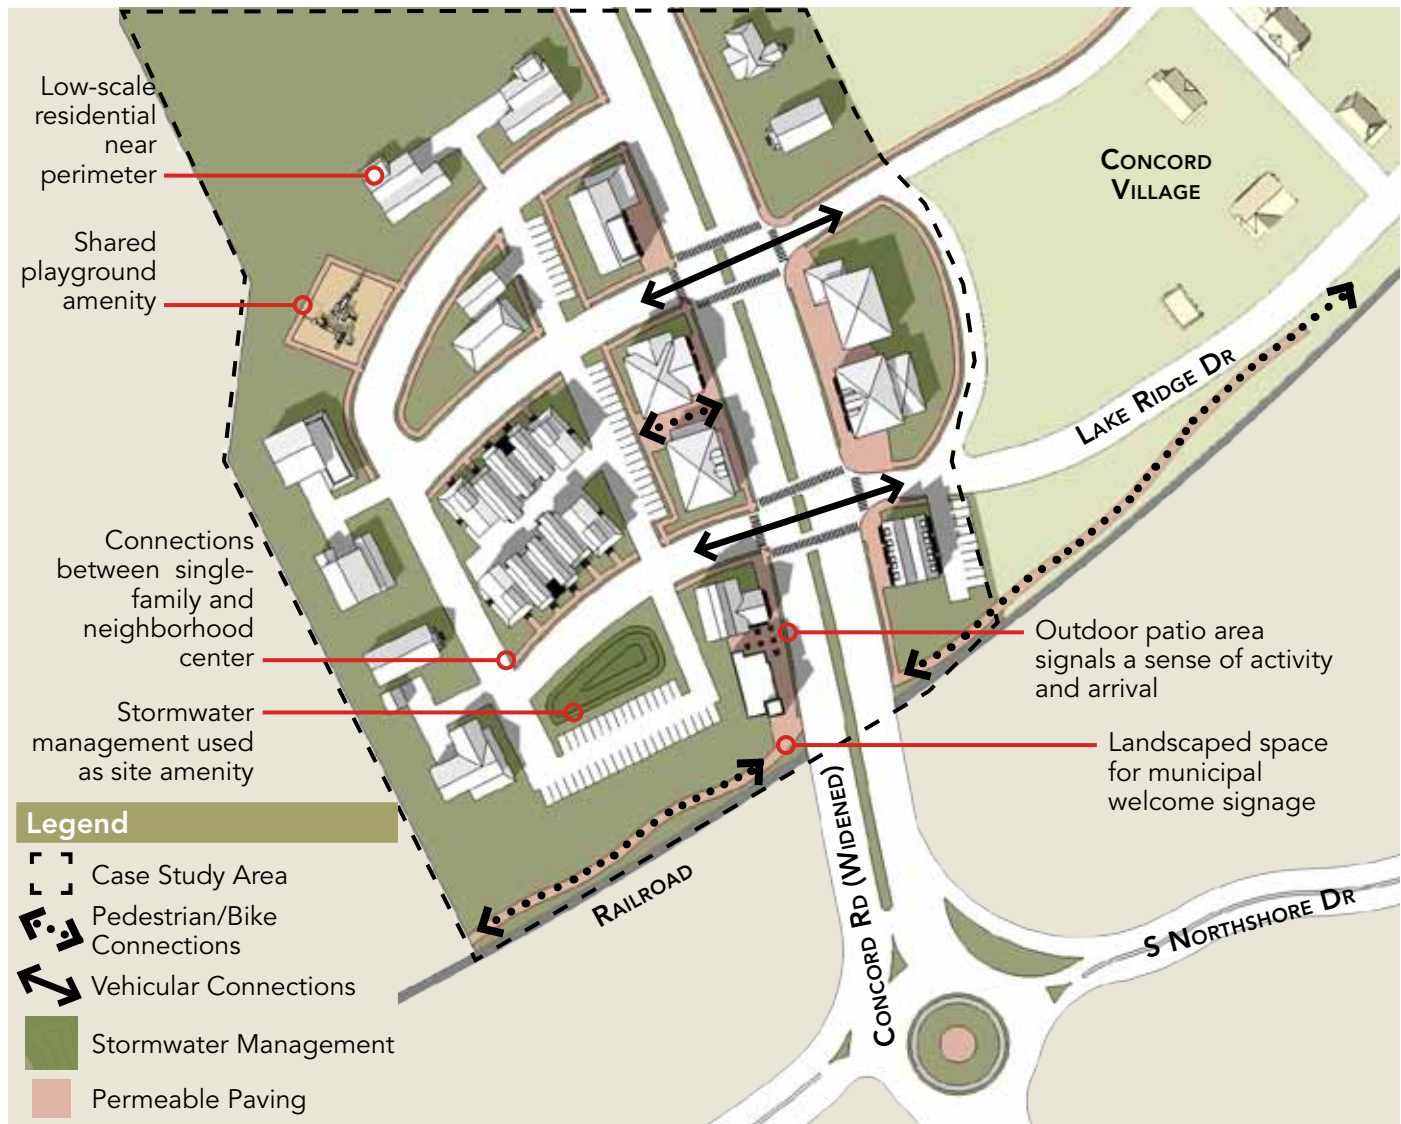 Low-scale
residential
near
perimeter
Shared
playground
amenity
Connections
between single-
family and
neighborhood
center
Stormwater
management used
as site amenity
CONCORD
VILLAGE
LAKE RIDGE DR
Outdoor patio area
signals a sense of activity
and arrival
Landscaped space
for municipal
welcome signage
RAILROAD
CONCORD RD (WIDENED)
S NORTHSHORE DR
Legend
Case Study Area
Pedestrian/Bike
Connections
Vehicular Connections
Stormwater Management
Permeable Paving